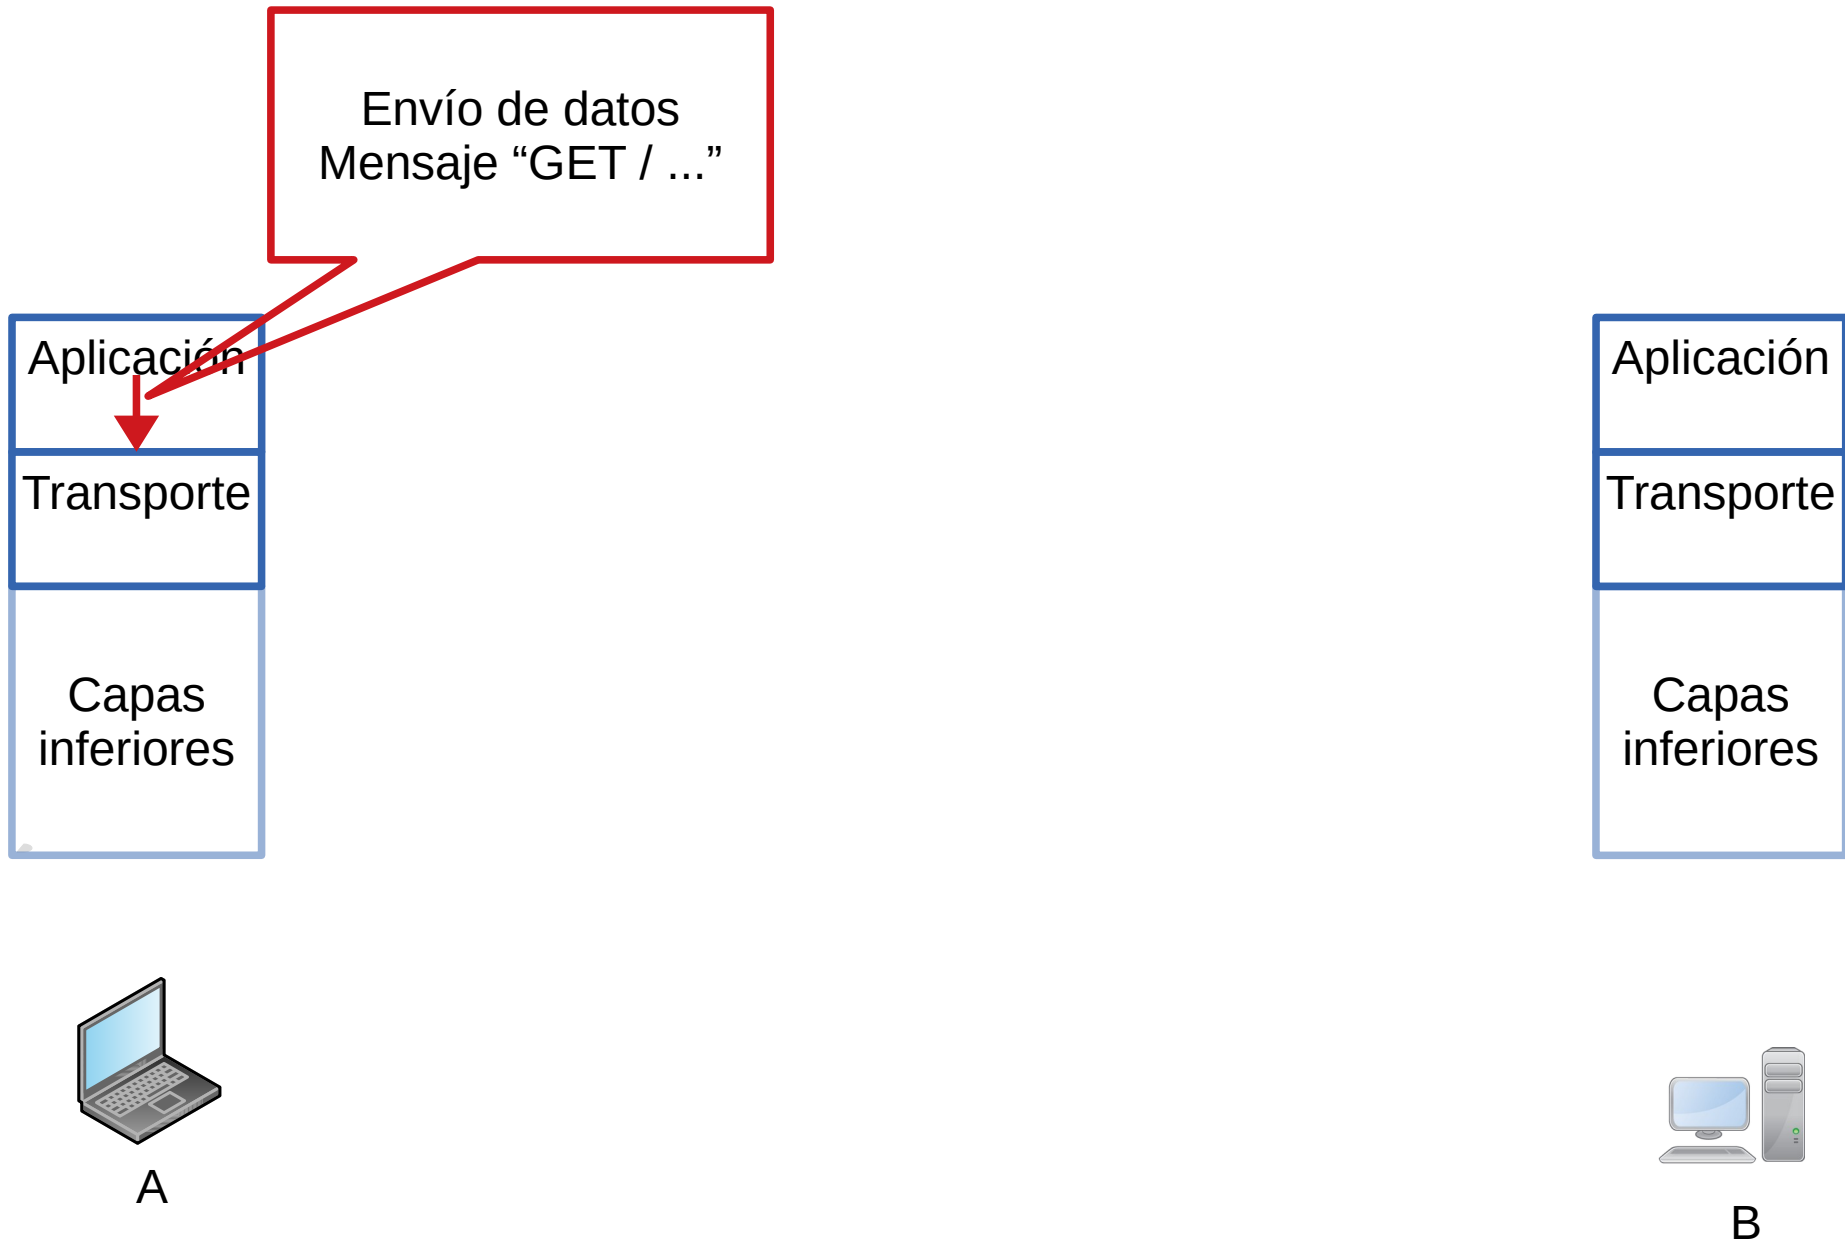 Envío de datos
Mensaje “GET / ...”
Aplicación
Transporte
Capas
inferiores
A
Aplicación
Transporte
Capas
inferiores
B